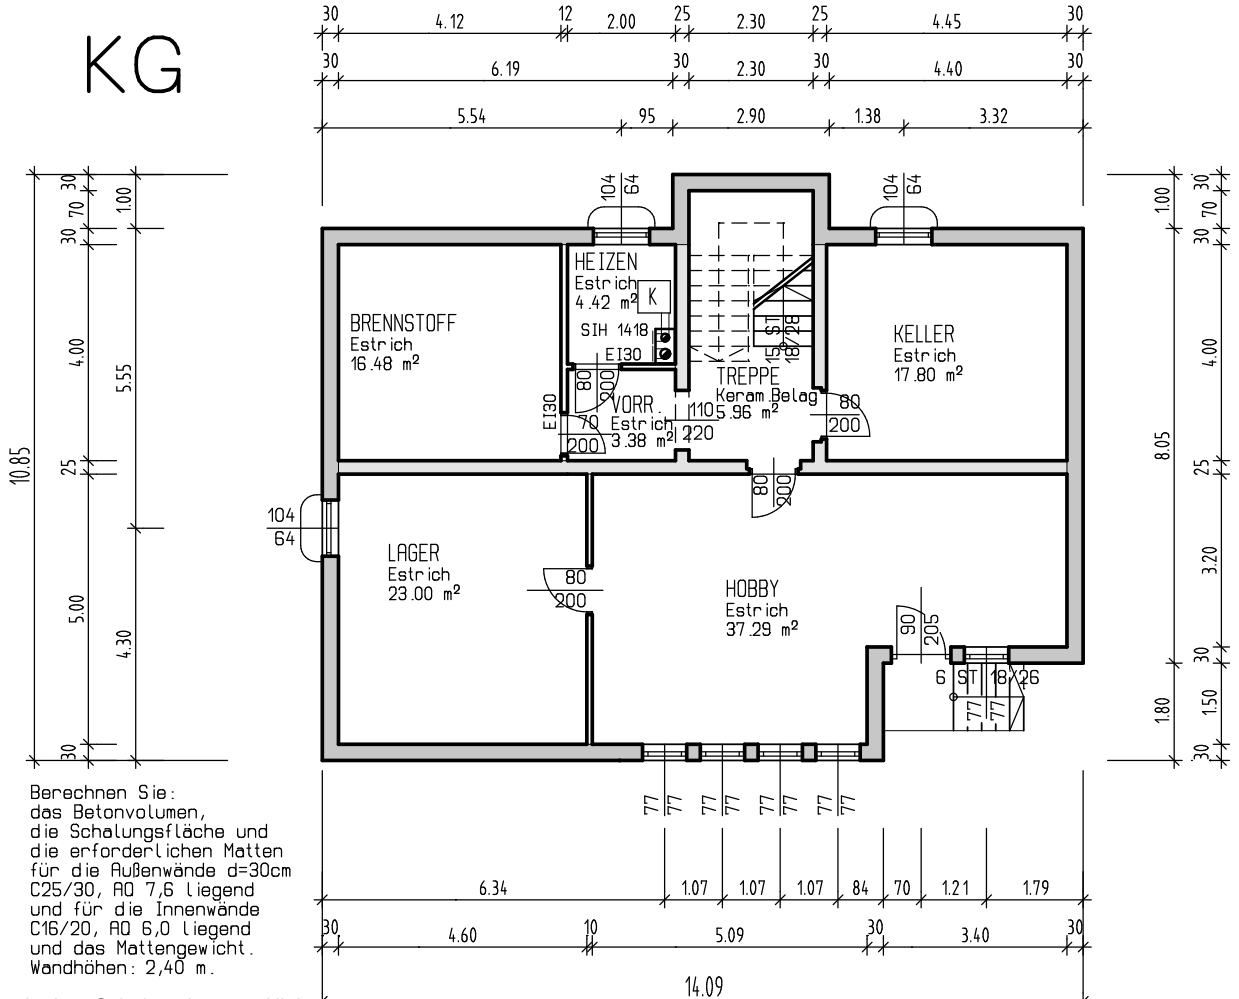 KG
30 4.12 12 2.00 25 2.30 25 4.45 30
30 6.19 30 2.30 30 4.40 30
5.54 95 2.90 1.38 3.32
104
64
104
64
10.85
30 70 30 4.00 25 5.00 30
1.00 5.55 4.30
1.00 8.05 1.80
30 70 30 4.00 25 3.20 30 1.50 30
HEIZEN
Estrich
4.42 m²
K
SIH 1418
EI30
80
200
BRENNSTOFF
Estrich
16.48 m²
EI30
70
200
VORR.
Estrich
3.38 m²
110
220
15 ST
18/28
TREPPE
Keram.Belag
5.96 m²
KELLER
Estrich
17.80 m²
80
200
80
200
104
64
LAGER
Estrich
23.00 m²
80
200
HOBBY
Estrich
37.29 m²
90
205
6 ST 18/26
77
77
77
77
77
77
77
77
77
77
Berechnen Sie:
das Betonvolumen,
die Schalungsfläche und
die erforderlichen Matten
für die Außenwände d=30cm
C25/30, AQ 7,6 liegend
und für die Innenwände
C16/20, AQ 6,0 liegend
und das Mattengewicht.
Wandhöhen: 2,40 m.
6.34 1.07 1.07 1.07 84 70 1.21 1.79
30 4.60 10 5.09 30 3.40 30
14.09